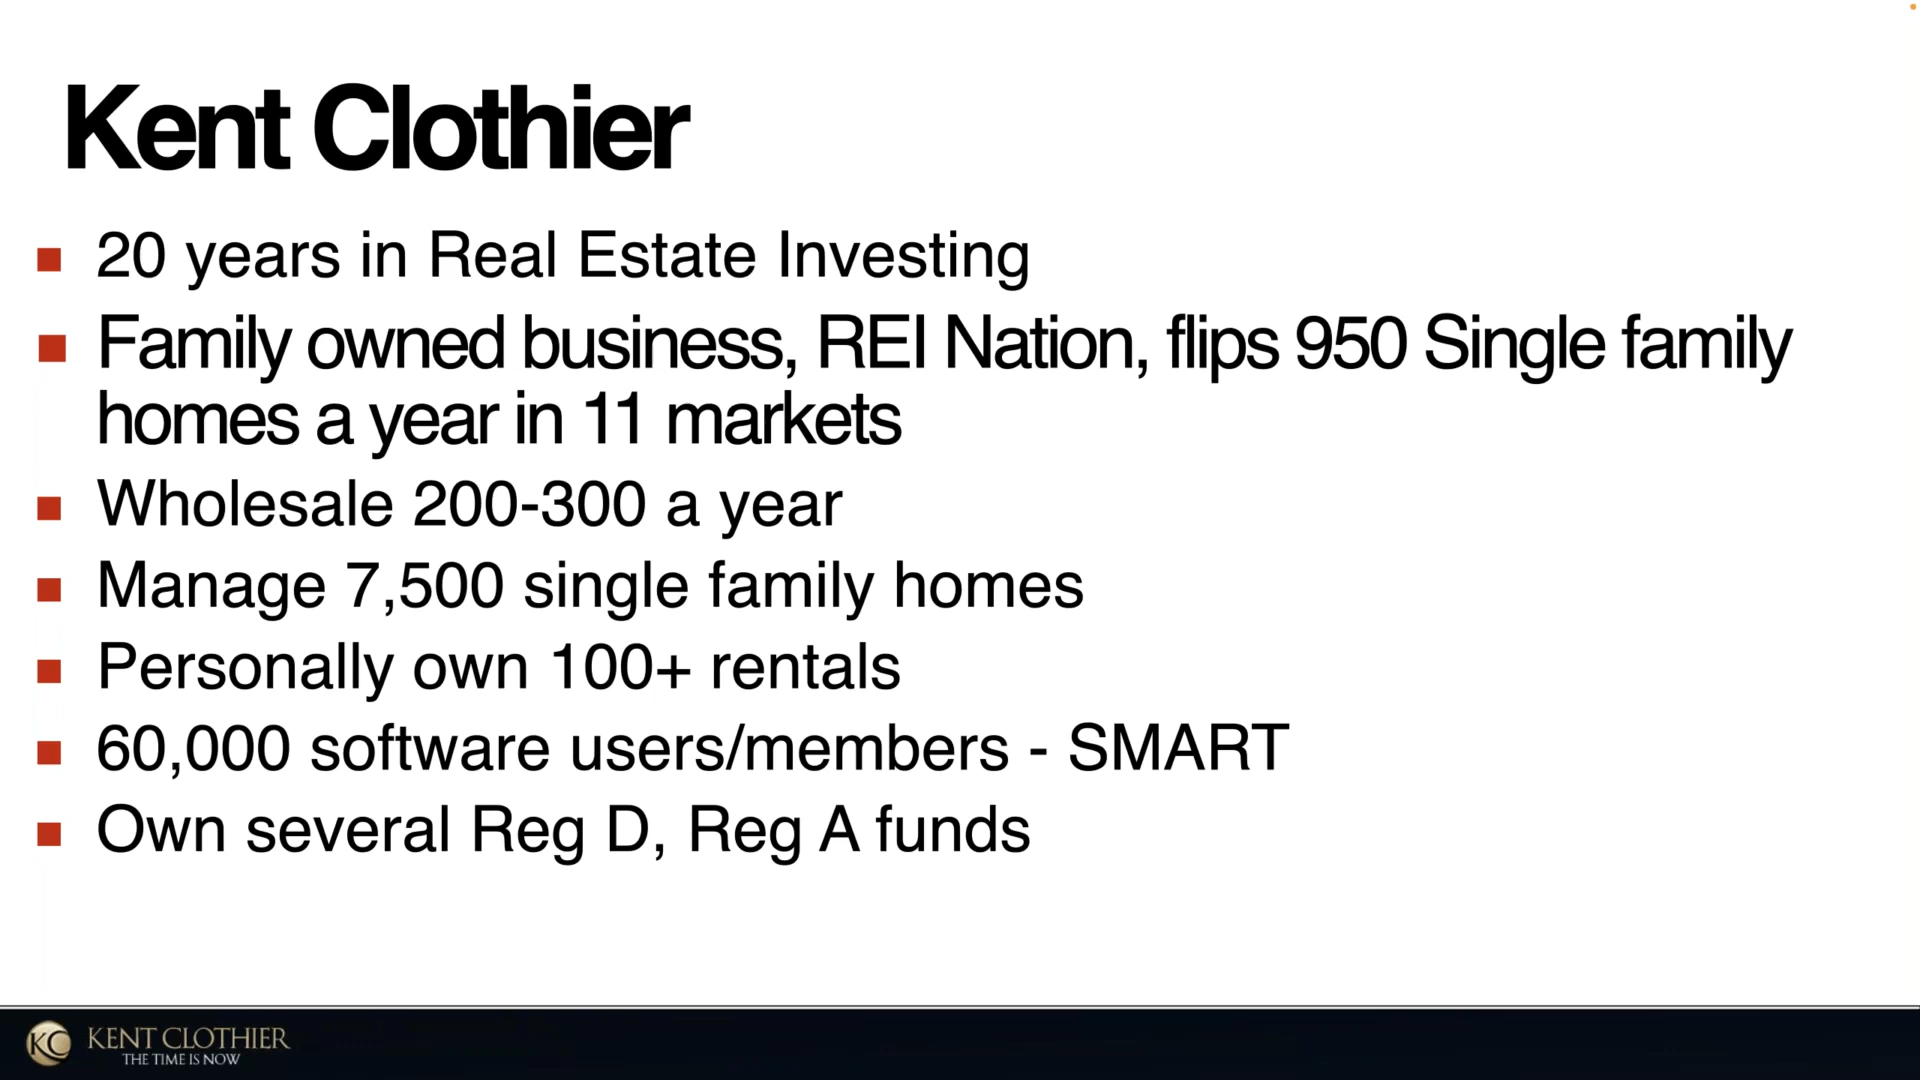 Kent Clothier
20 years in Real Estate Investing
Family owned business, REI Nation, flips 950 Single family
homes a year in 11 markets
Wholesale 200-300 a year
Manage 7,500 single family homes
Personally own 100+ rentals
60,000 software users/members - SMART
Own several Reg D, Reg A funds
KC
KENT CLOTHIER
THE TIME IS NOW